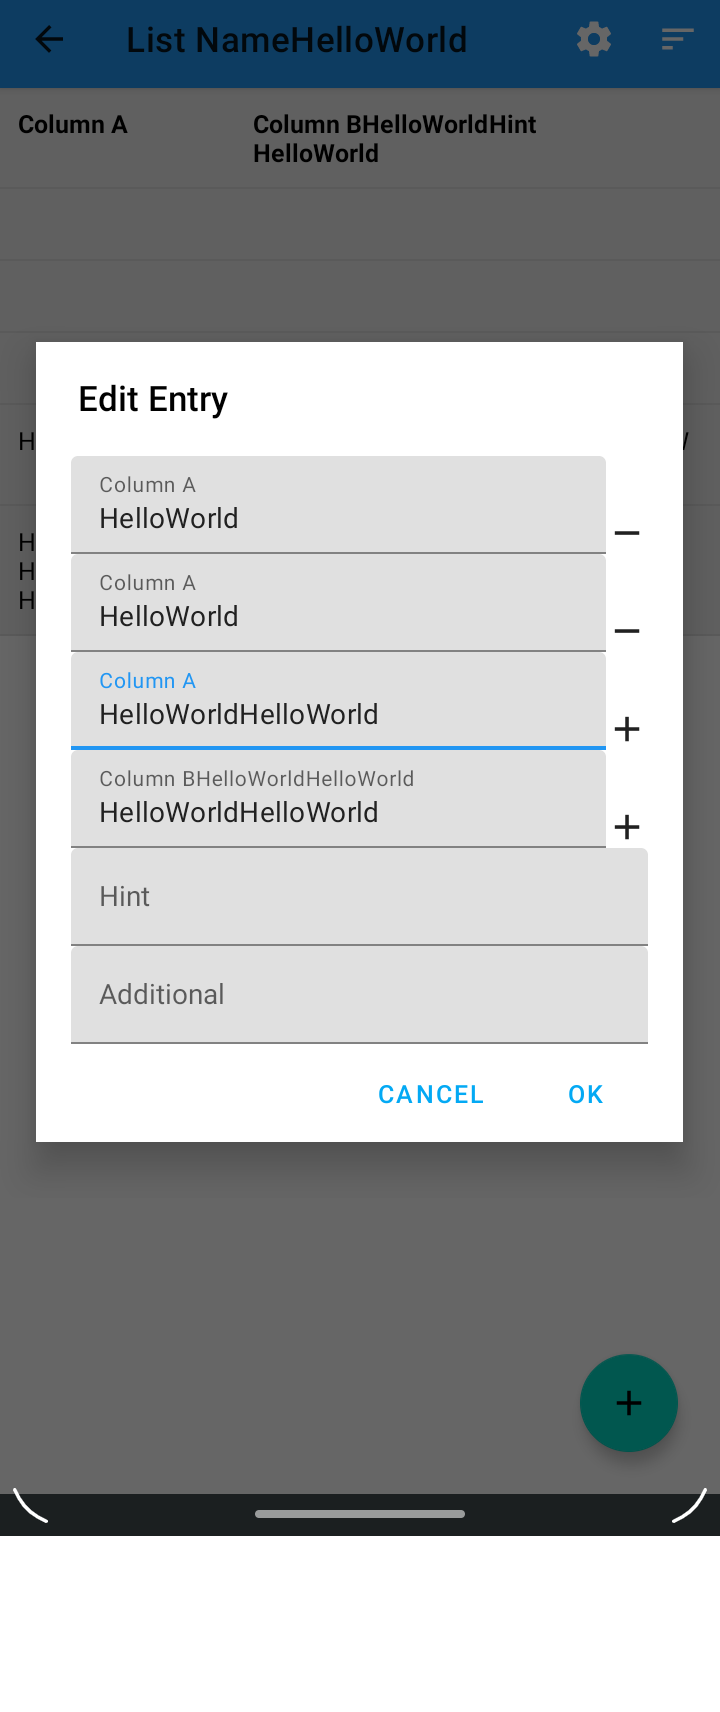 List NameHelloWorld
Column A
Column BHelloWorldHint
HelloWorld
Edit Entry
Column A
HelloWorld
Column A
HelloWorld
Column A
HelloWorldHelloWorld
Column BHelloWorldHelloWorld
HelloWorldHelloWorld
Hint
Additional
CANCEL
OK